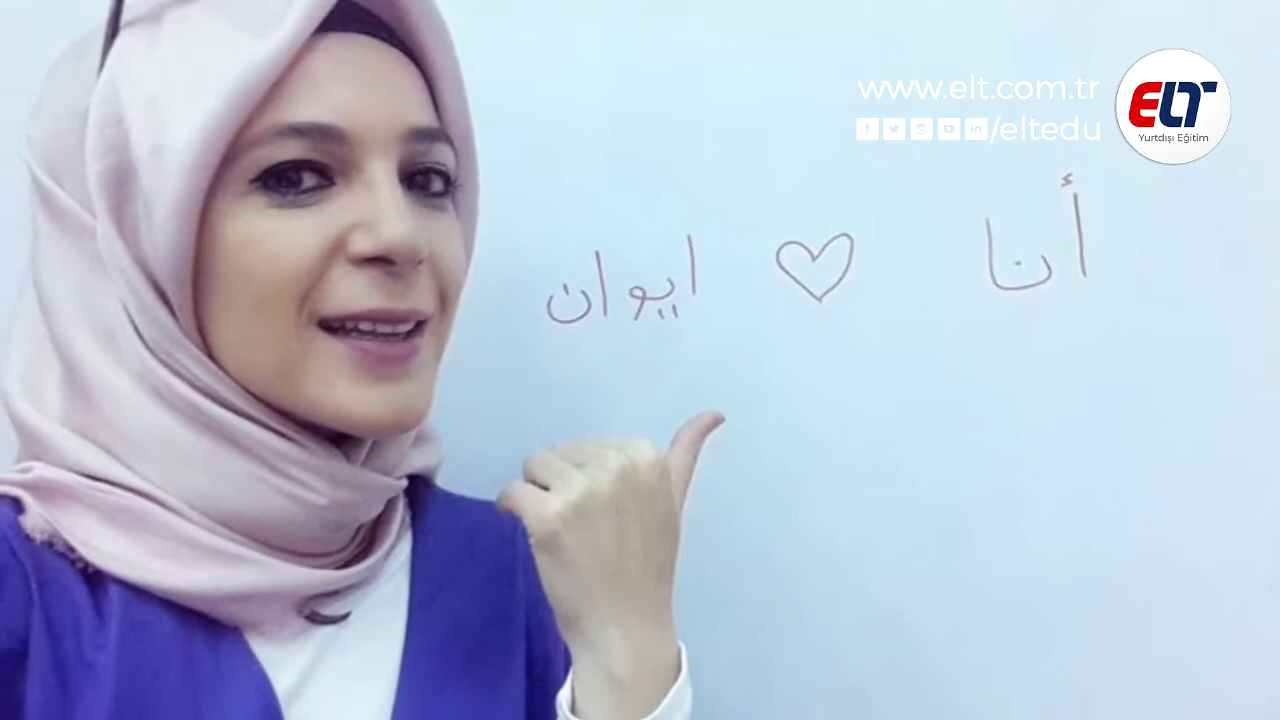 www.elt.com.tr
/eltedu
ELT
Yurtdışı Eğitim
أنا ♡ ايوان